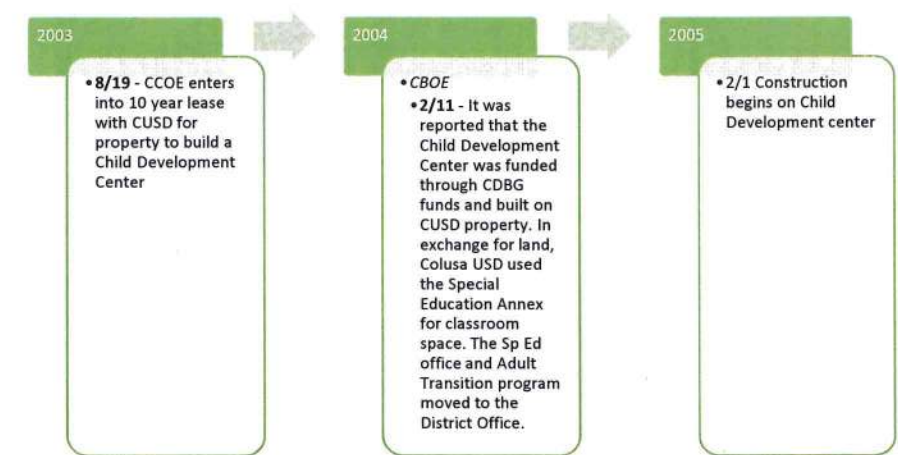 2003
•8/19 - CCOE enters
into 10 year lease
with CUSD for
property to build a
Child Development
Center
2004
•CBOE
•2/11 - It was
reported that the
Child Development
Center was funded
through CDBG
funds and built on
CUSD property. In
exchange for land,
Colusa USD used
the Special
Education Annex
for classroom
space. The Sp Ed
office and Adult
Transition program
moved to the
District Office.
2005
•2/1 Construction
begins on Child
Development center